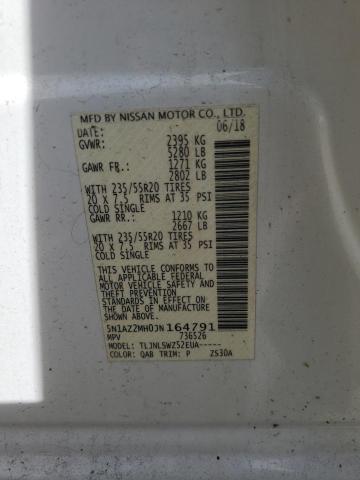 MFD BY NISSAN MOTOR CO., LTD.
DATE: 06/18
GVWR: 2395 KG
5280 LB
GAWR FR. 1271 KG
2802 LB
WITH 235/55R20 TIRES
20 X 7.5 RIMS AT 35 PSI
COLD SINGLE
GAWR RR.: 1210 KG
2667 LB
WITH 235/55R20 TIRES
20 X 7.5 RIMS AT 35 PSI
COLD SINGLE
THIS VEHICLE CONFORMS TO
ALL APPLICABLE FEDERAL
MOTOR VEHICLE SAFETY AND
THEFT PREVENTION
STANDARDS IN EFFECT ON
THE DATE OF MANUFACTURE
SHOWN ABOVE.
5N1AZ2MH0JN164791
MPV 736526
MODEL: TLJNLSWZ52EUA-----
COLOR: QAB TRIM: P ZS30A